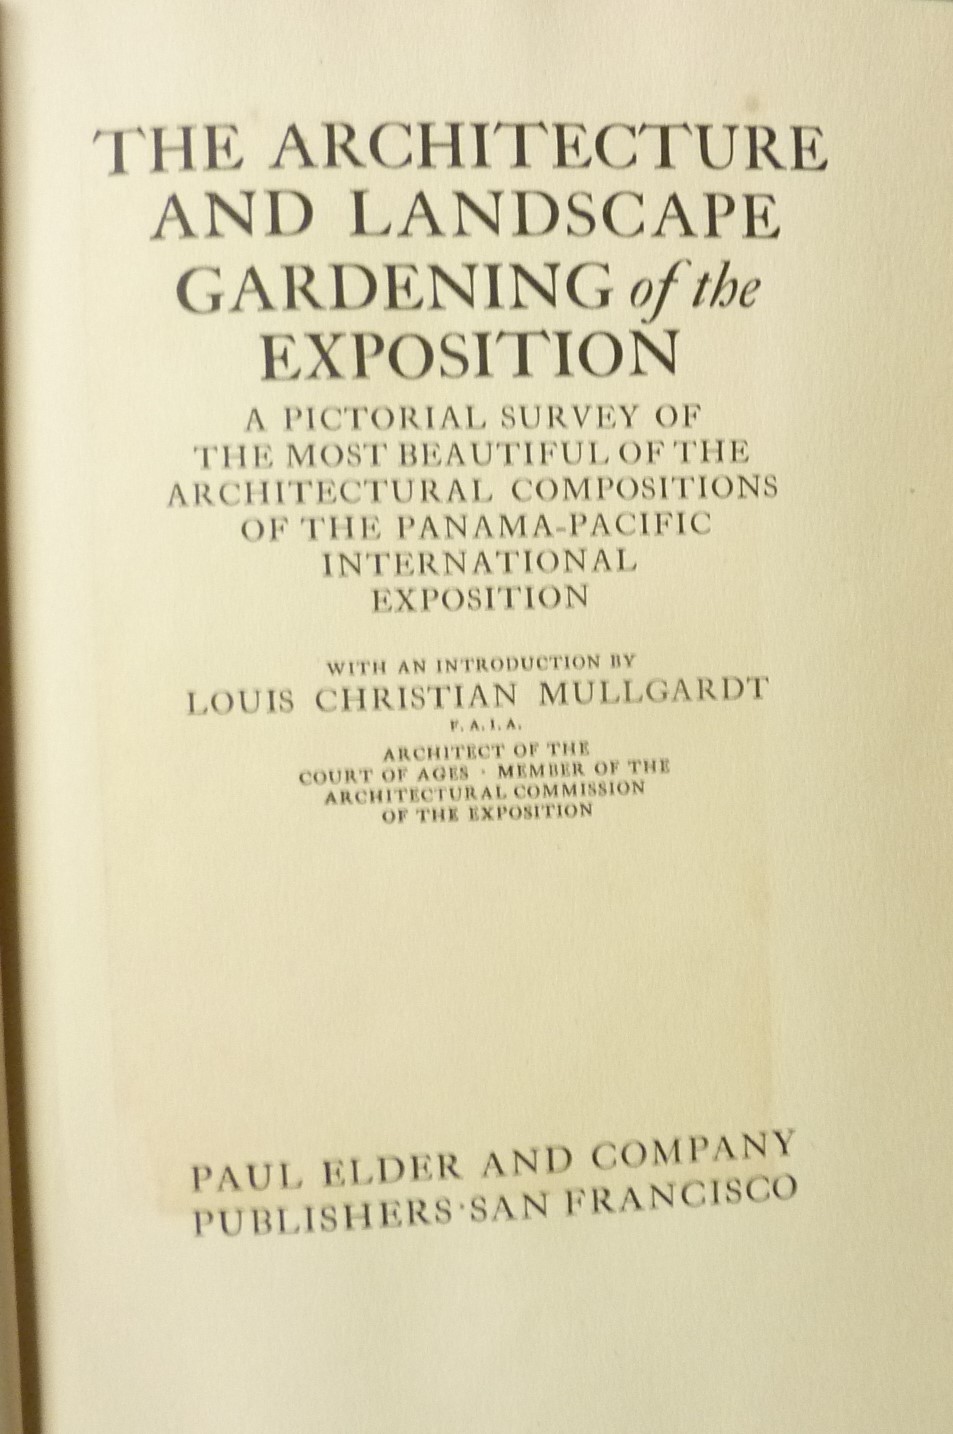 THE ARCHITECTURE
AND LANDSCAPE
GARDENING of the
EXPOSITION
A PICTORIAL SURVEY OF
THE MOST BEAUTIFUL OF THE
ARCHITECTURAL COMPOSITIONS
OF THE PANAMA-PACIFIC
INTERNATIONAL
EXPOSITION
WITH AN INTRODUCTION BY
LOUIS CHRISTIAN MULLGARDT
F. A. I. A.
ARCHITECT OF THE
COURT OF AGES · MEMBER OF THE
ARCHITECTURAL COMMISSION
OF THE EXPOSITION
PAUL ELDER AND COMPANY
PUBLISHERS · SAN FRANCISCO